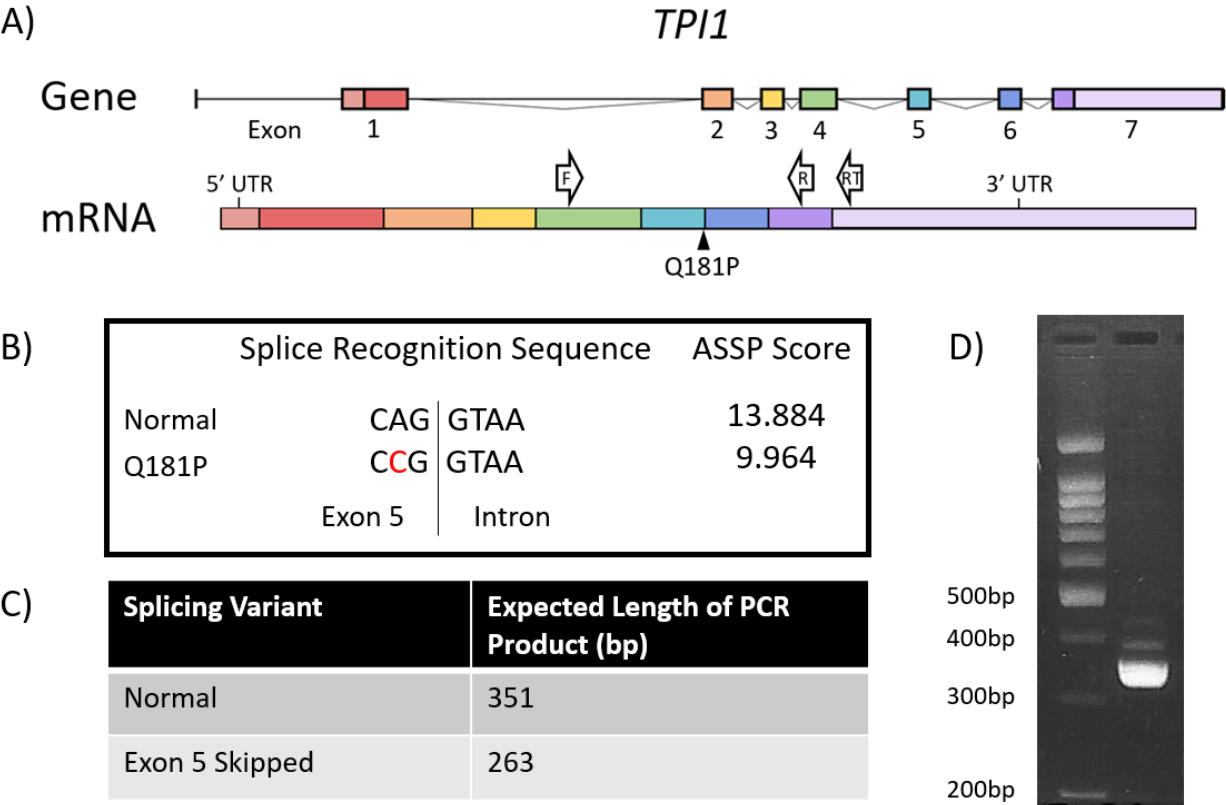 A)
TPI1
Gene
Exon 1 2 3 4 5 6 7
F R RT
5' UTR 3' UTR
mRNA
Q181P
B)
Splice Recognition Sequence ASSP Score
Normal CAG GTAA 13.884
Q181P CCG GTAA 9.964
Exon 5 Intron
C)
Splicing Variant Expected Length of PCR
Product (bp)
Normal 351
Exon 5 Skipped 263
D)
500bp
400bp
300bp
200bp